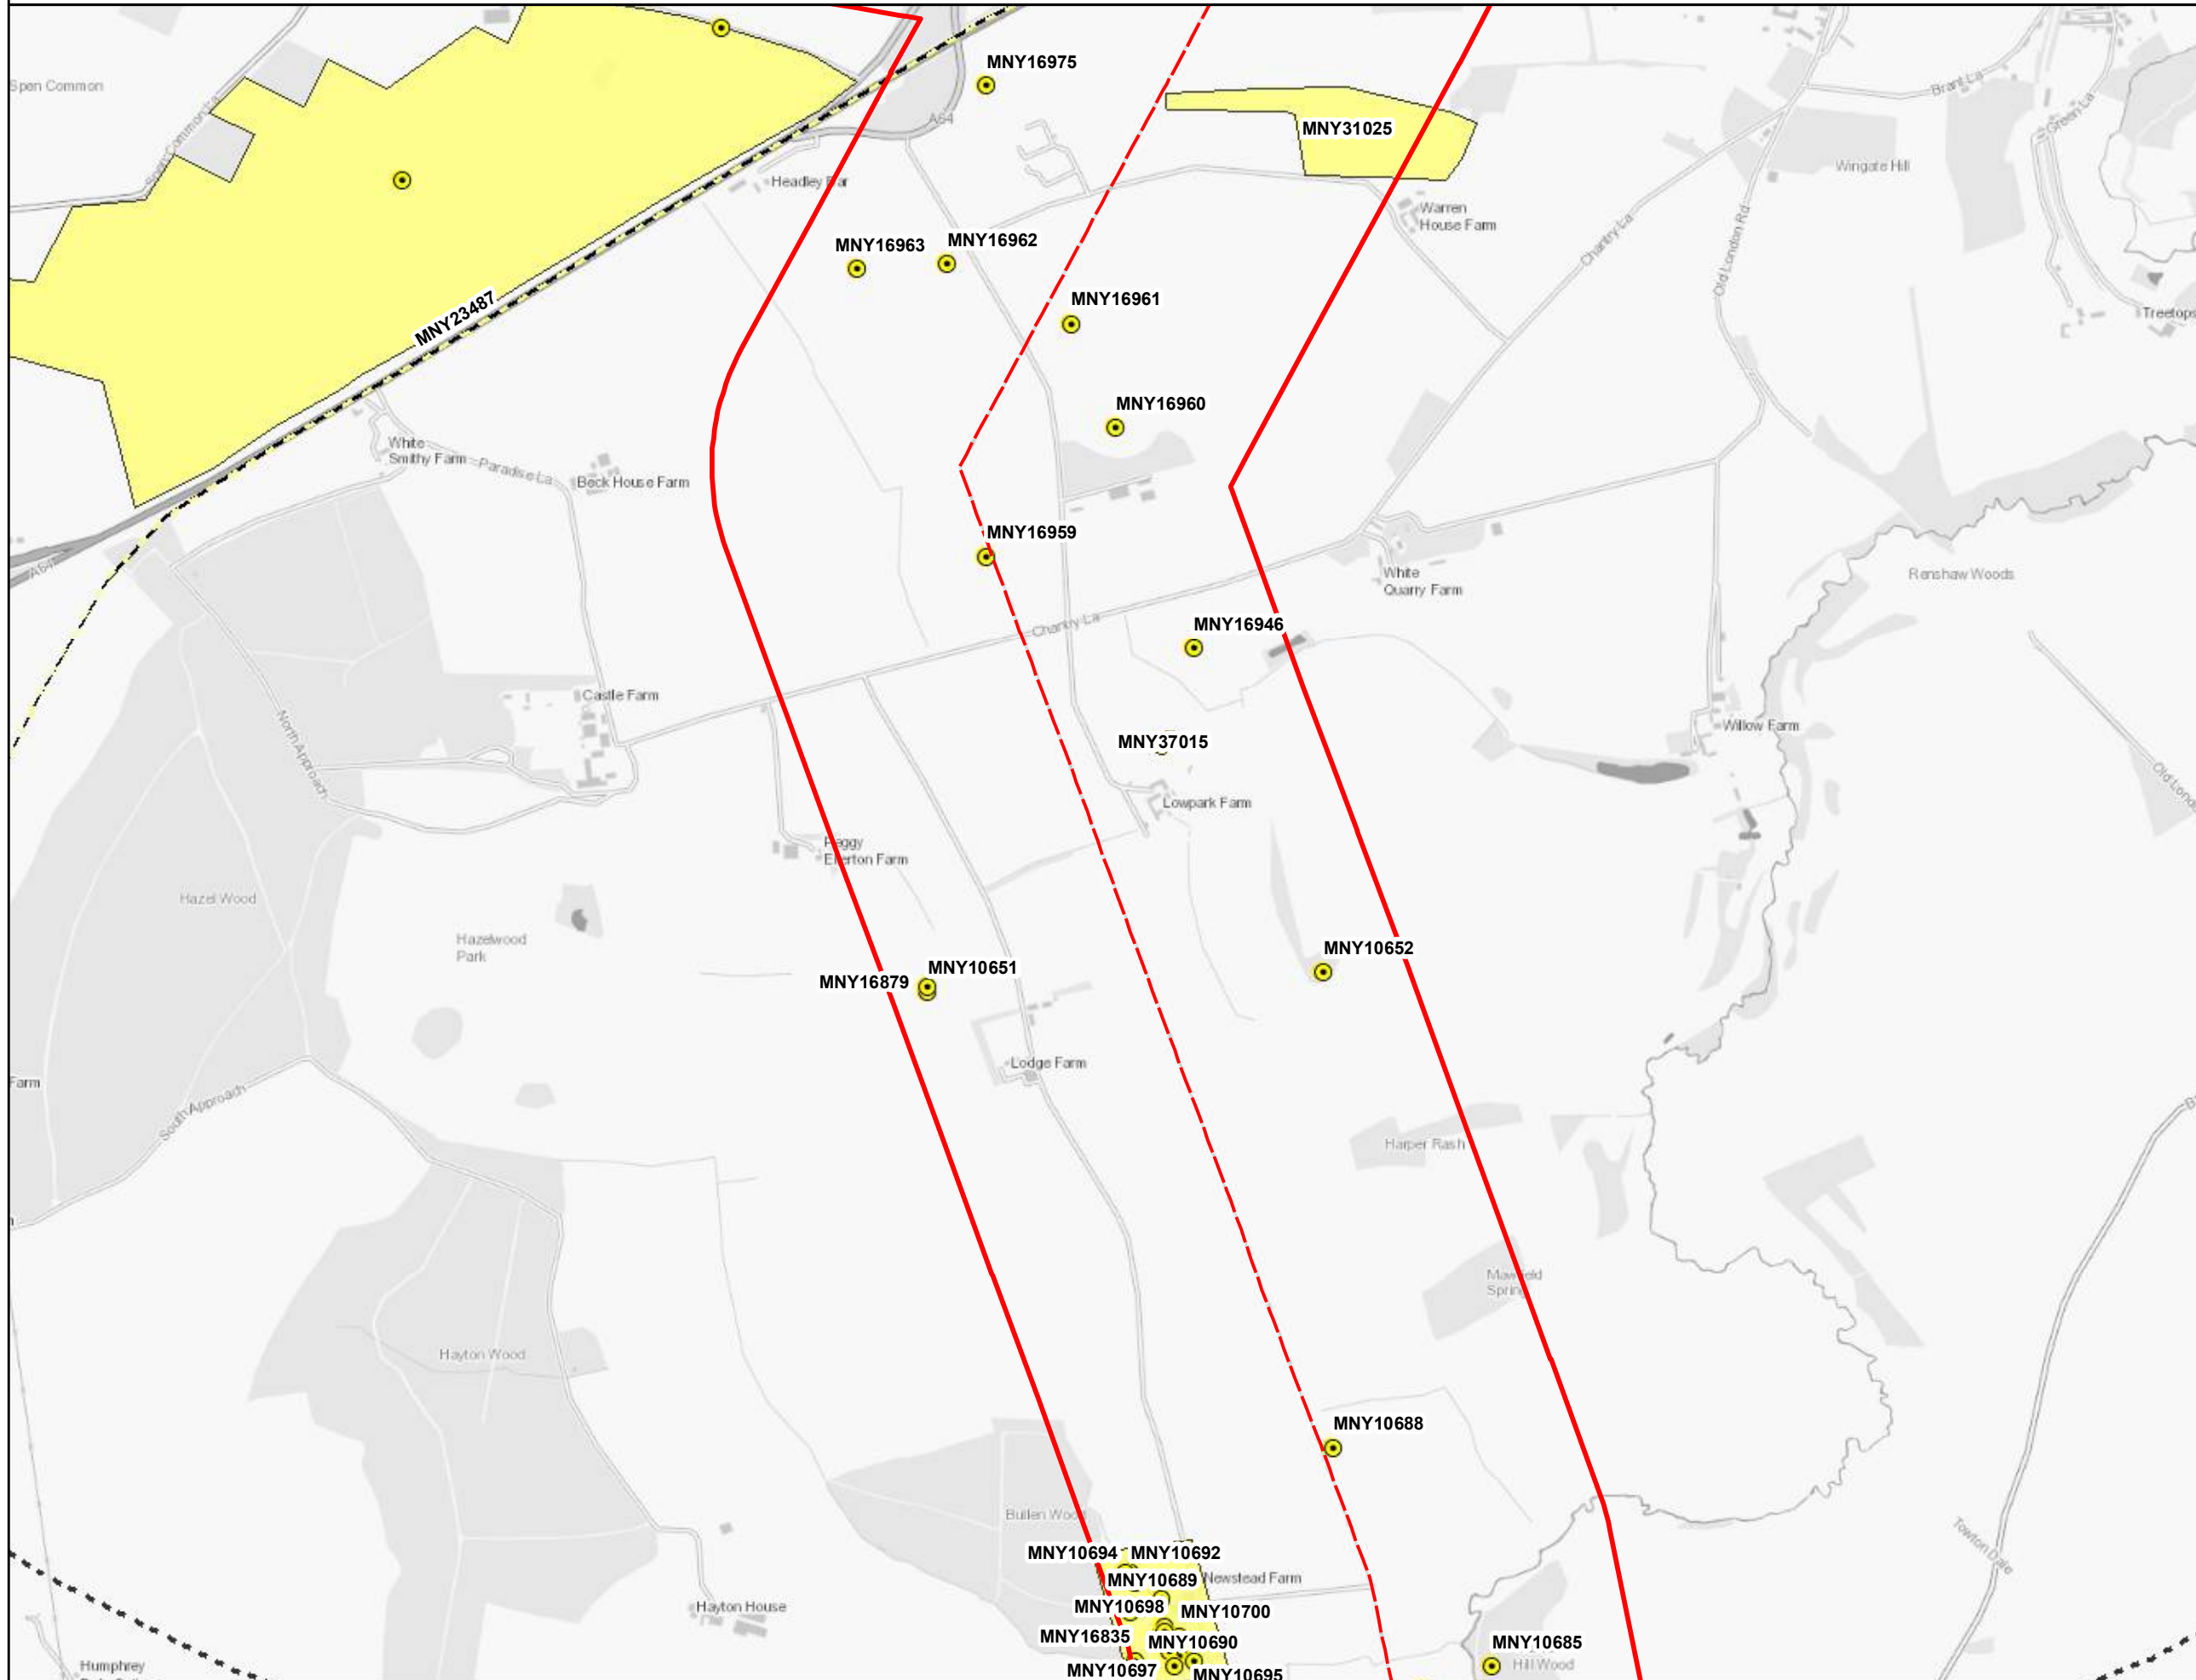 MNY16975
Spen Common
Spen Common La
Brant La
Green La
A64
MNY31025
Wingate Hill
Headley Bar
Warren
House Farm
Chantry La
Old London Rd
MNY16963
MNY16962
MNY16961
MNY23487
Treetops
MNY16960
White
Smithy Farm
Paradise La
Beck House Farm
MNY16959
A64
White
Quarry Farm
Renshaw Woods
Chantry La
MNY16946
Castle Farm
North Approach
MNY37015
Willow Farm
Lowpark Farm
Peggy
Ellerton Farm
Hazel Wood
Hazelwood
Park
MNY10652
MNY10651
MNY16879
Lodge Farm
Farm
South Approach
Harper Rash
Mawfield
Spring
Hayton Wood
MNY10688
Bullen Wood
Towton Dale
MNY10694
MNY10692
MNY10689
Newstead Farm
MNY10698
MNY10700
Hayton House
MNY16835
MNY10690
MNY10685
Hill Wood
MNY10697
MNY10695
Humphrey